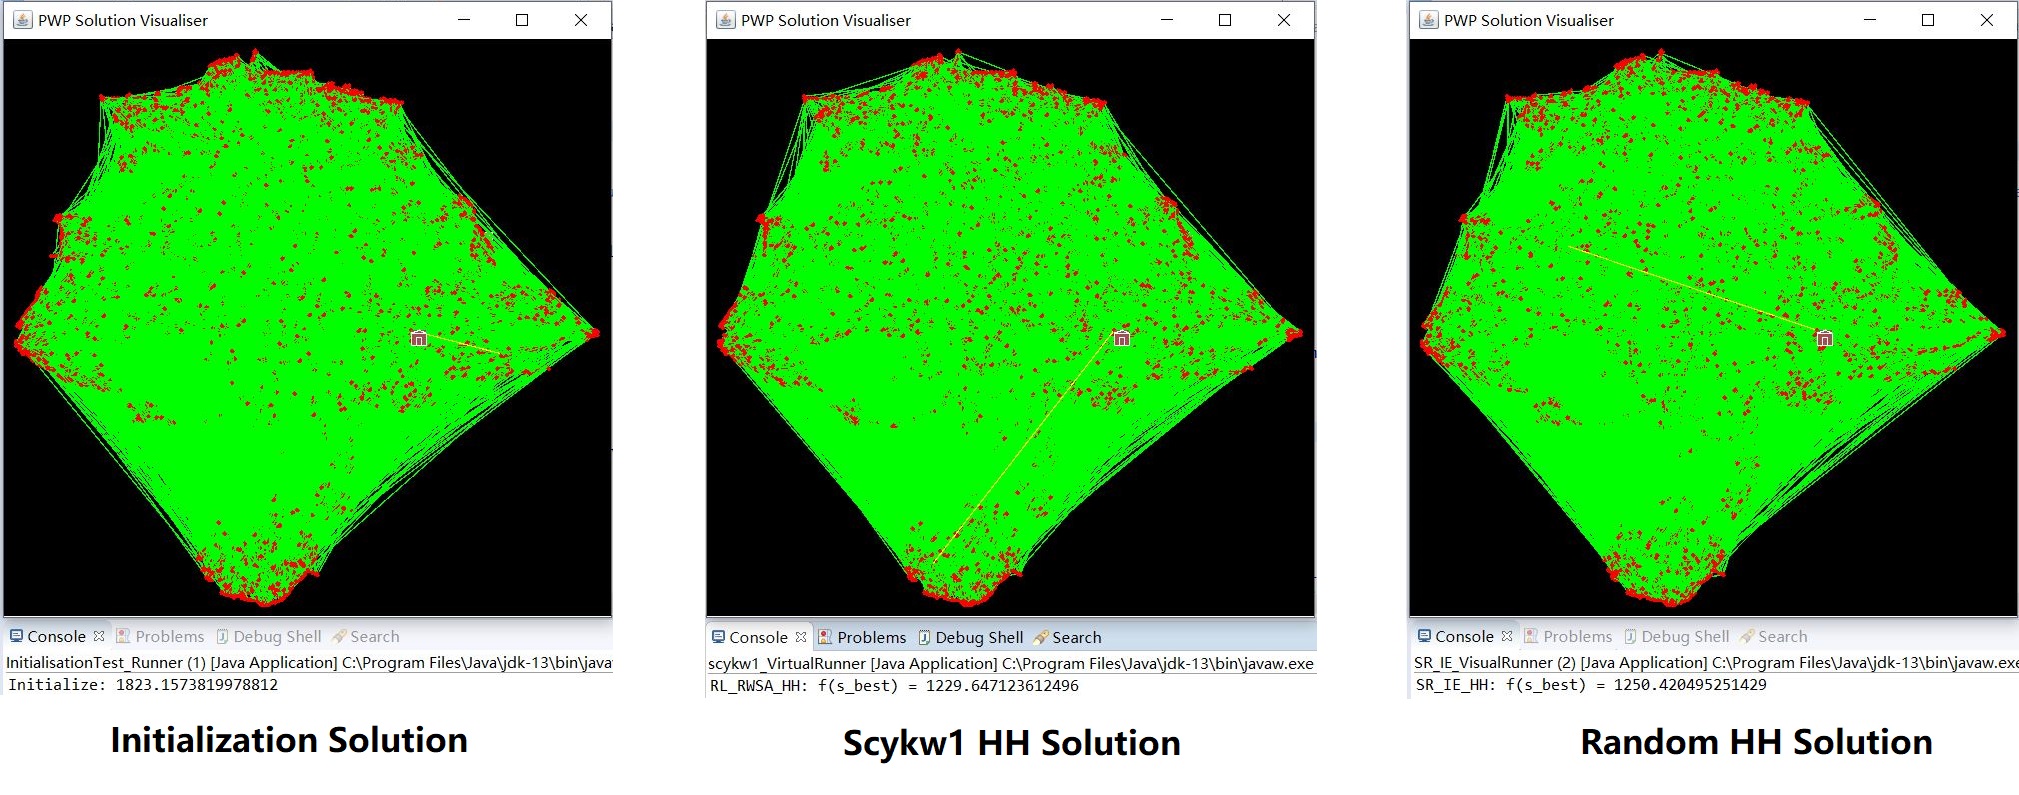 PWP Solution Visualiser
Console Problems Debug Shell Search
InitialisationTest_Runner (1) [Java Application] C:\Program Files\Java\jdk-13\bin\java
Initialize: 1823.1573819978812
Initialization Solution
PWP Solution Visualiser
Console Problems Debug Shell Search
scykw1_VirtualRunner [Java Application] C:\Program Files\Java\jdk-13\bin\javaw.exe
RL_RWSA_HH: f(s_best) = 1229.647123612496
Scykw1 HH Solution
PWP Solution Visualiser
Console Problems Debug Shell Search
SR_IE_VisualRunner (2) [Java Application] C:\Program Files\Java\jdk-13\bin\javaw.exe
SR_IE_HH: f(s_best) = 1250.420495251429
Random HH Solution